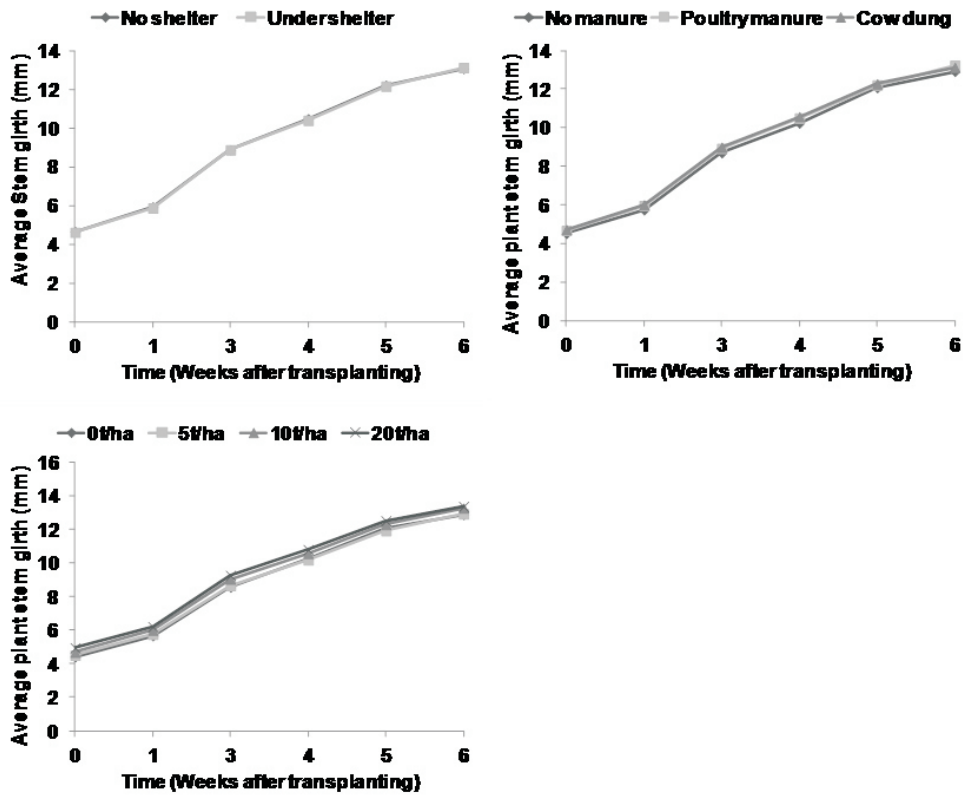 No shelter Under shelter
Average Stem girth (mm)
14
12
10
8
6
4
2
0
0 1 3 4 5 6
Time (Weeks after transplanting)
No manure Poultry manure Cow dung
Average plant stem girth (mm)
14
12
10
8
6
4
2
0
0 1 3 4 5 6
Time (Weeks after transplanting)
0t/ha 5t/ha 10t/ha 20t/ha
Average plant stem girth (mm)
16
14
12
10
8
6
4
2
0
0 1 3 4 5 6
Time (Weeks after transplanting)